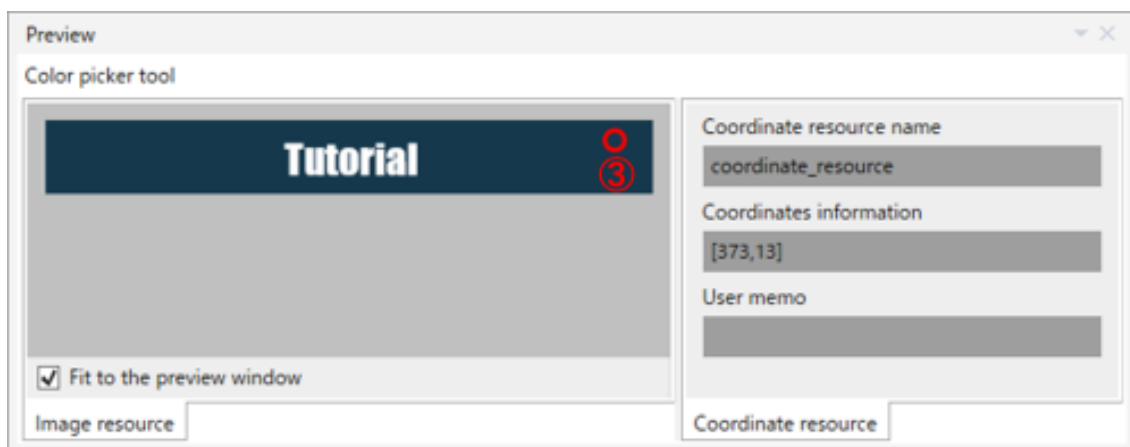 Preview
Color picker tool
Tutorial
③
Fit to the preview window
Image resource
Coordinate resource name
coordinate_resource
Coordinates information
[373,13]
User memo
Coordinate resource